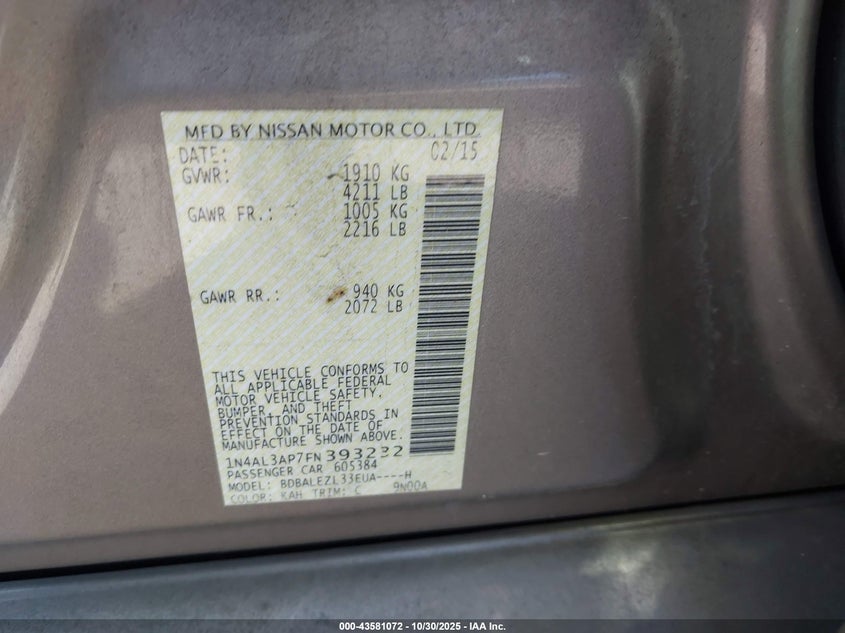 MFD BY NISSAN MOTOR CO., LTD.
DATE: 02/15
GVWR: 1910 KG
4211 LB
GAWR FR.: 1005 KG
2216 LB
GAWR RR.: 940 KG
2072 LB
THIS VEHICLE CONFORMS TO
ALL APPLICABLE FEDERAL
MOTOR VEHICLE SAFETY,
BUMPER, AND THEFT
PREVENTION STANDARDS IN
EFFECT ON THE DATE OF
MANUFACTURE SHOWN ABOVE.
1N4AL3AP7FN 393232
PASSENGER CAR 605384
MODEL: BDBALEZL33EUA----H
COLOR: KAH TRIM: C 9N00A
000-43581072 | 10/30/2025 - IAA Inc.